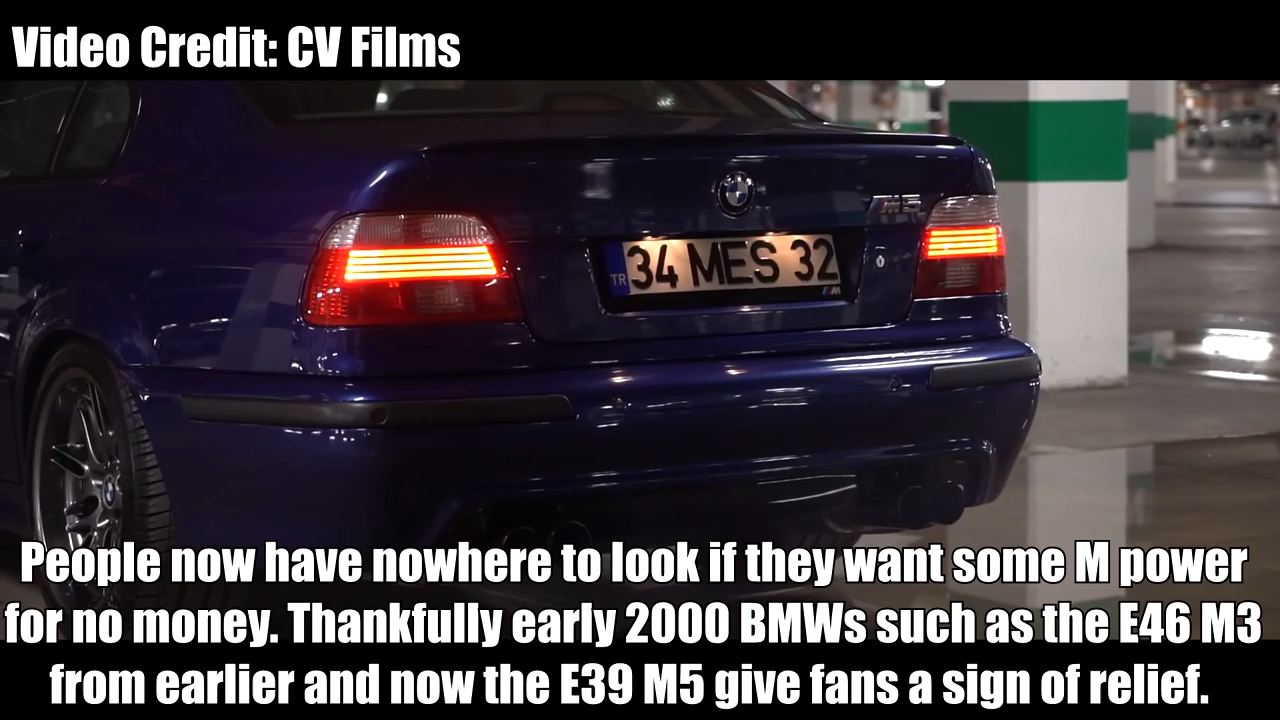 Video Credit: CV Films
M5
TR 34 MES 32
M
People now have nowhere to look if they want some M power
for no money. Thankfully early 2000 BMWs such as the E46 M3
from earlier and now the E39 M5 give fans a sign of relief.